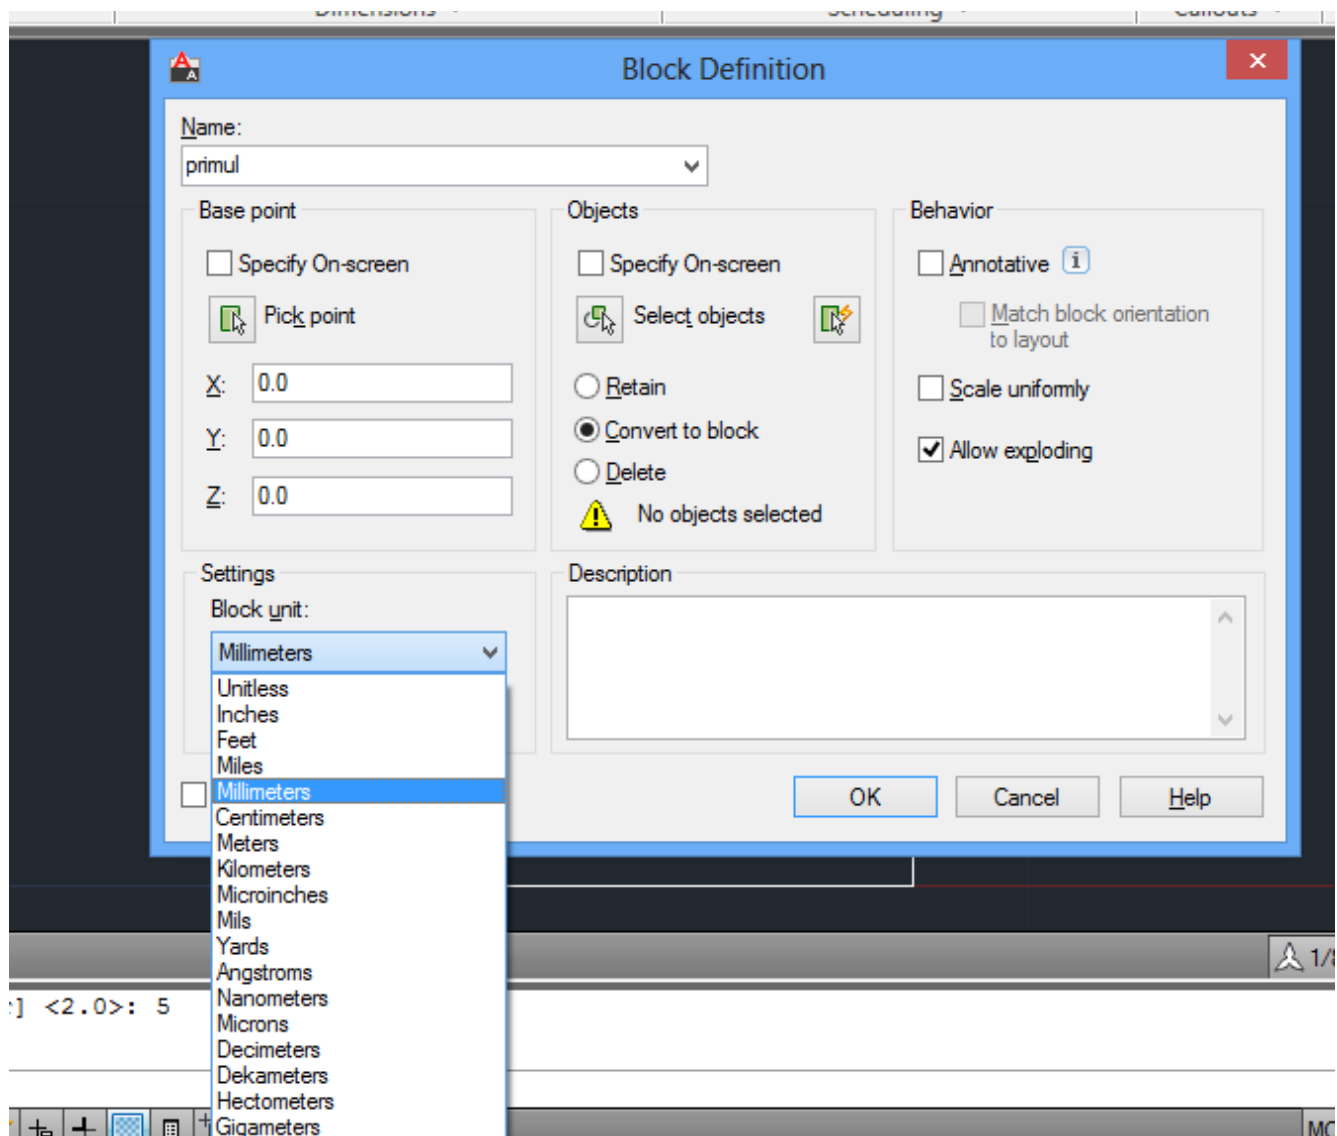 Dimensions
Scheduling
Callouts
Block Definition
Name:
primul
Base point
Specify On-screen
Pick point
X: 0.0
Y: 0.0
Z: 0.0
Objects
Specify On-screen
Select objects
Retain
Convert to block
Delete
No objects selected
Behavior
Annotative
Match block orientation
to layout
Scale uniformly
Allow exploding
Settings
Block unit:
Millimeters
Unitless
Inches
Feet
Miles
Millimeters
Centimeters
Meters
Kilometers
Microinches
Mils
Yards
Angstroms
Nanometers
Microns
Decimeters
Dekameters
Hectometers
Gigameters
Description
OK
Cancel
Help
] <2.0>: 5